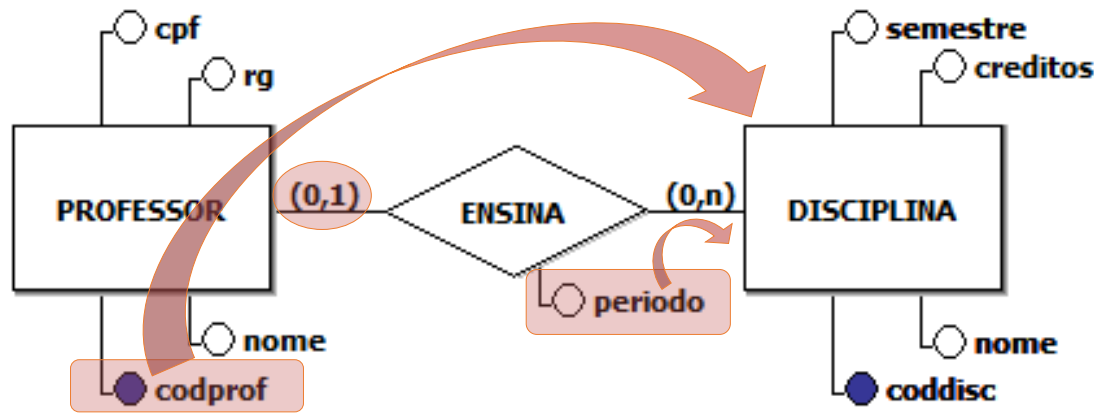 cpf
rg
PROFESSOR
nome
codprof
(0,1)
ENSINA
periodo
(0,n)
semestre
creditos
DISCIPLINA
nome
coddisc